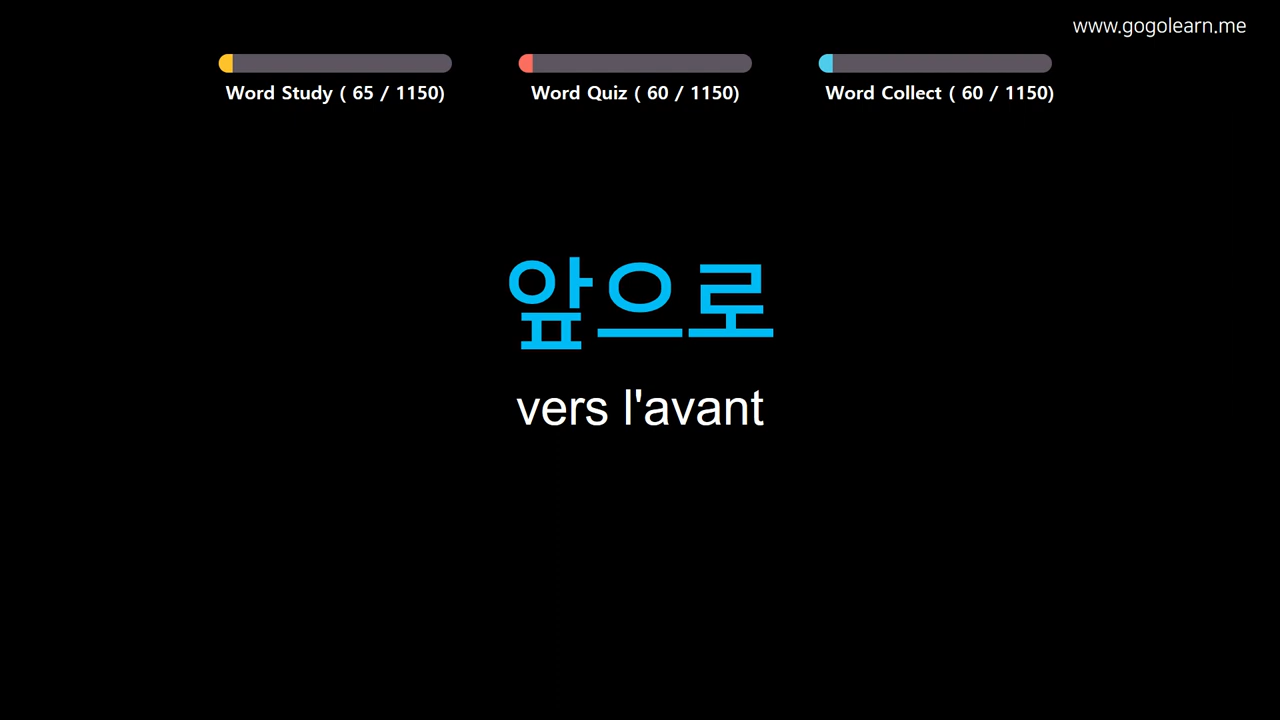 www.gogolearn.me
Word Study ( 65 / 1150)
Word Quiz ( 60 / 1150)
Word Collect ( 60 / 1150)
앞으로
vers l'avant